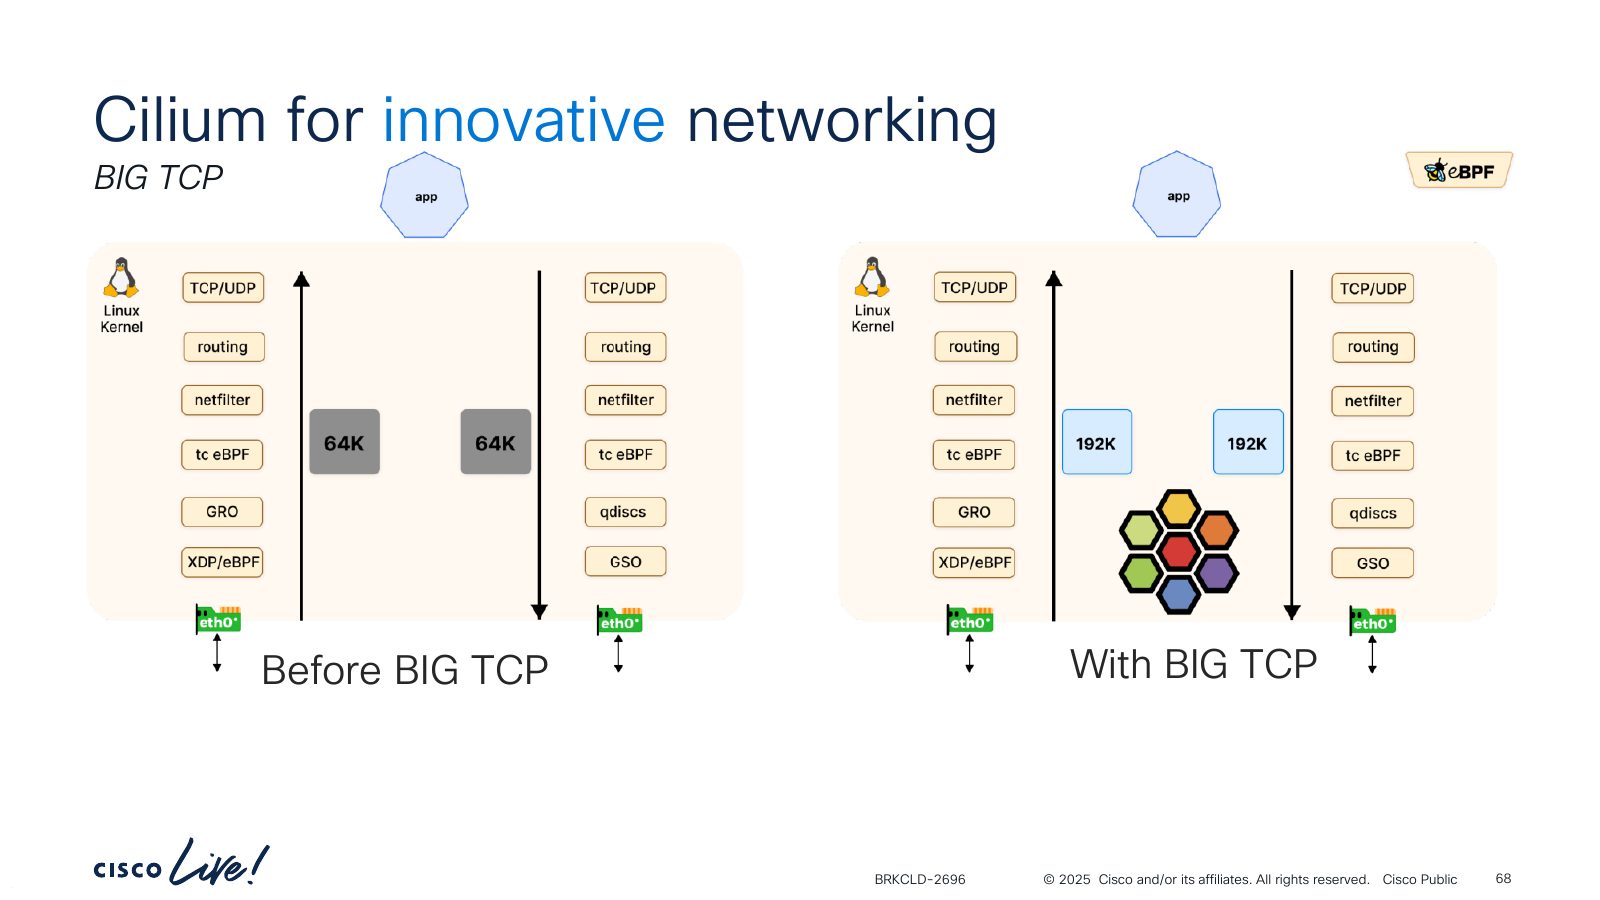 Cilium for innovative networking
BIG TCP
eBPF
app
Linux
Kernel
TCP/UDP
routing
netfilter
tc eBPF
GRO
XDP/eBPF
eth0
64K
64K
TCP/UDP
routing
netfilter
tc eBPF
qdiscs
GSO
eth0
Before BIG TCP
app
Linux
Kernel
TCP/UDP
routing
netfilter
tc eBPF
GRO
XDP/eBPF
eth0
192K
192K
TCP/UDP
routing
netfilter
tc eBPF
qdiscs
GSO
eth0
With BIG TCP
CISCO Live!
BRKCLD-2696
© 2025 Cisco and/or its affiliates. All rights reserved. Cisco Public
68